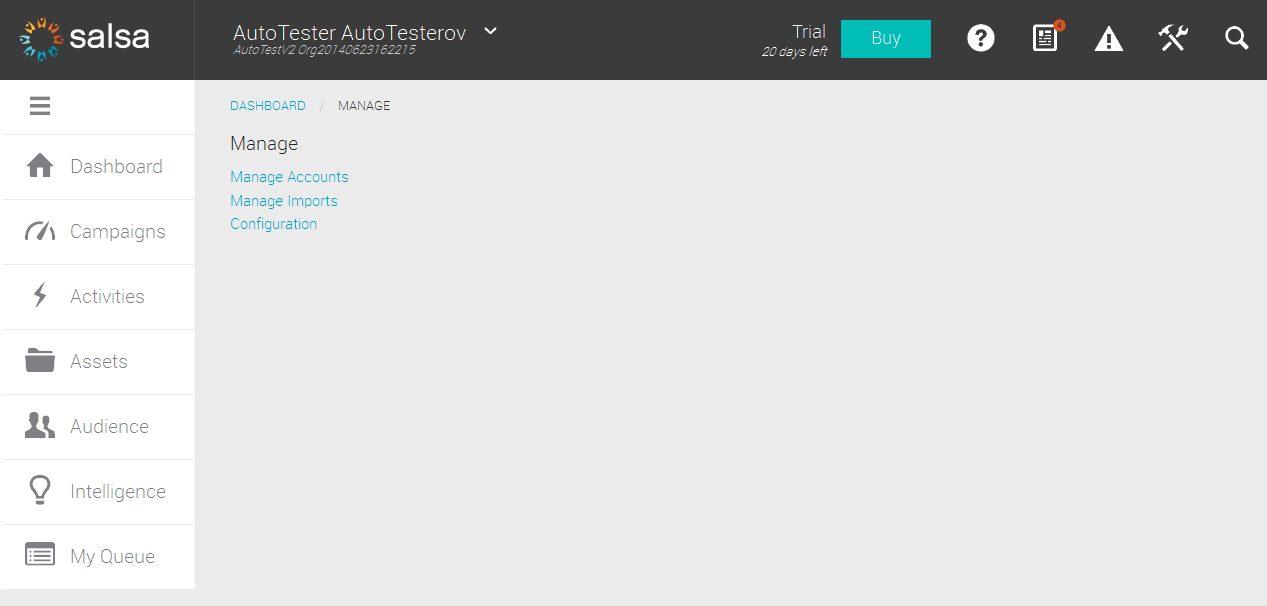 salsa
AutoTester AutoTesterov
AutoTestV2 Org20140623162215
Trial
20 days left
Buy
4
DASHBOARD / MANAGE
Manage
Manage Accounts
Manage Imports
Configuration
Dashboard
Campaigns
Activities
Assets
Audience
Intelligence
My Queue